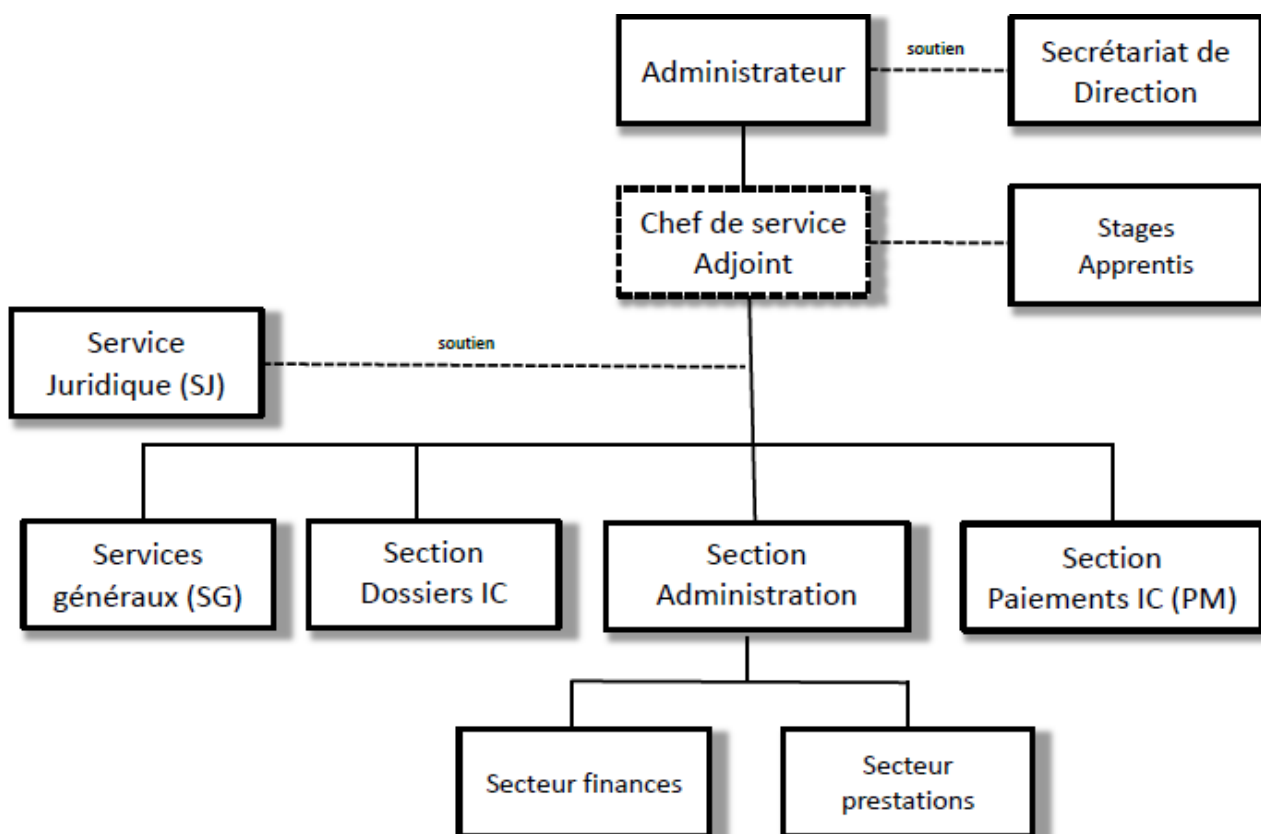 Administrateur
soutien
Secrétariat de
Direction
Chef de service
Adjoint
Stages
Apprentis
Service
Juridique (SJ)
soutien
Services
généraux (SG)
Section
Dossiers IC
Section
Administration
Section
Paiements IC (PM)
Secteur finances
Secteur
prestations